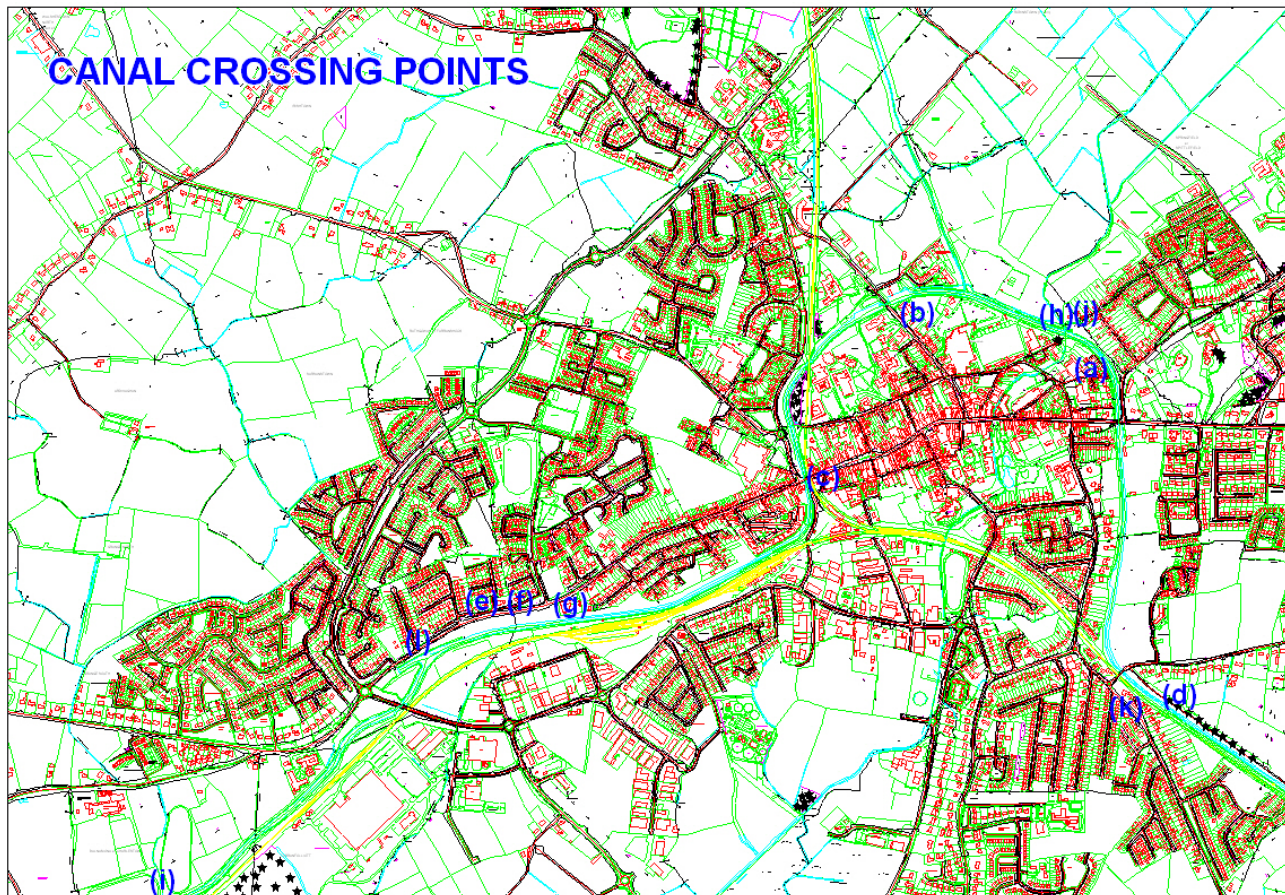 CANAL CROSSING POINTS
(b)
(h)(j)
(a)
(c)
(e) (f) (g)
(l)
(d)
(k)
(i)